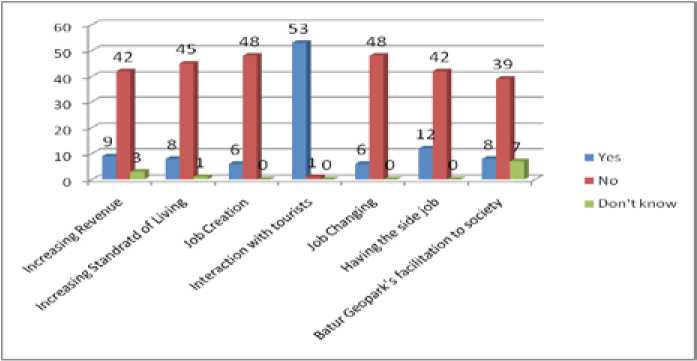 60
50
40
30
20
10
0
9
42
3
8
45
1
6
48
0
53
1
0
6
48
0
12
42
0
8
39
7
Increasing Revenue
Increasing Standratd of Living
Job Creation
Interaction with tourists
Job Changing
Having the side job
Batur Geopark's facilitation to society
Yes
No
Don't know